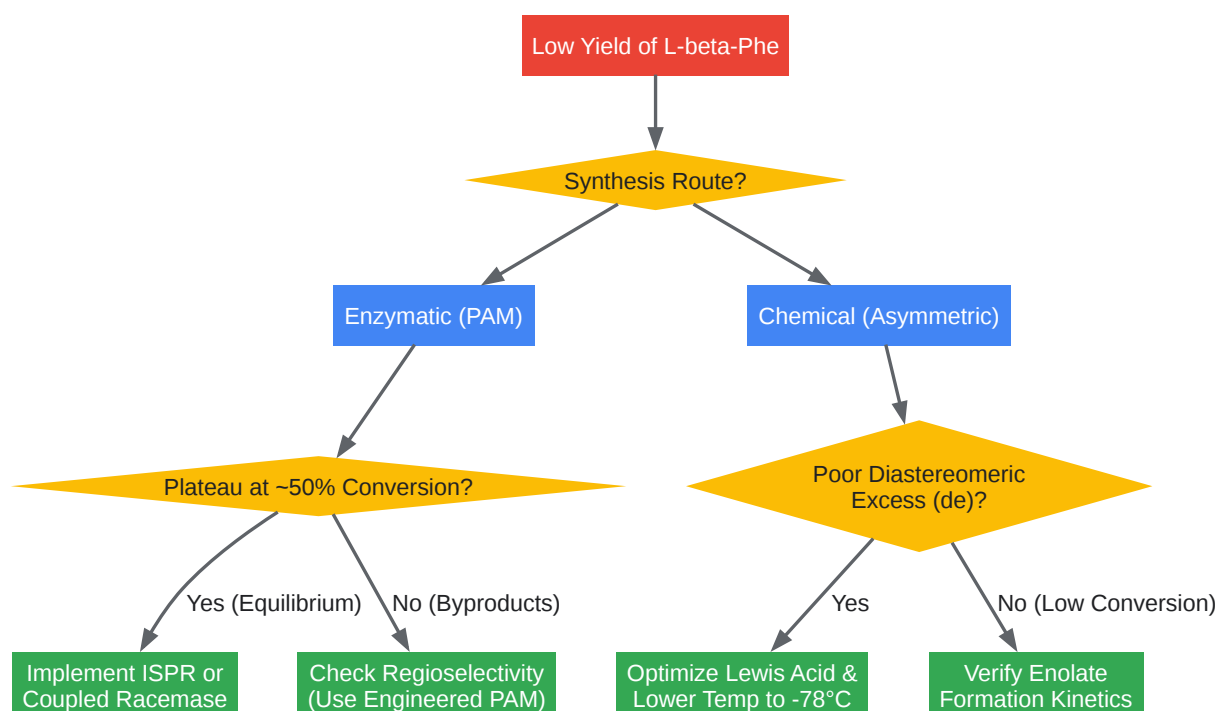 Low Yield of L-beta-Phe
Synthesis Route?
Enzymatic (PAM)
Chemical (Asymmetric)
Plateau at ~50% Conversion?
Poor Diastereomeric
Excess (de)?
Yes (Equilibrium)
No (Byproducts)
Yes
No (Low Conversion)
Implement ISPR or
Coupled Racemase
Check Regioselectivity
(Use Engineered PAM)
Optimize Lewis Acid &
Lower Temp to -78°C
Verify Enolate
Formation Kinetics